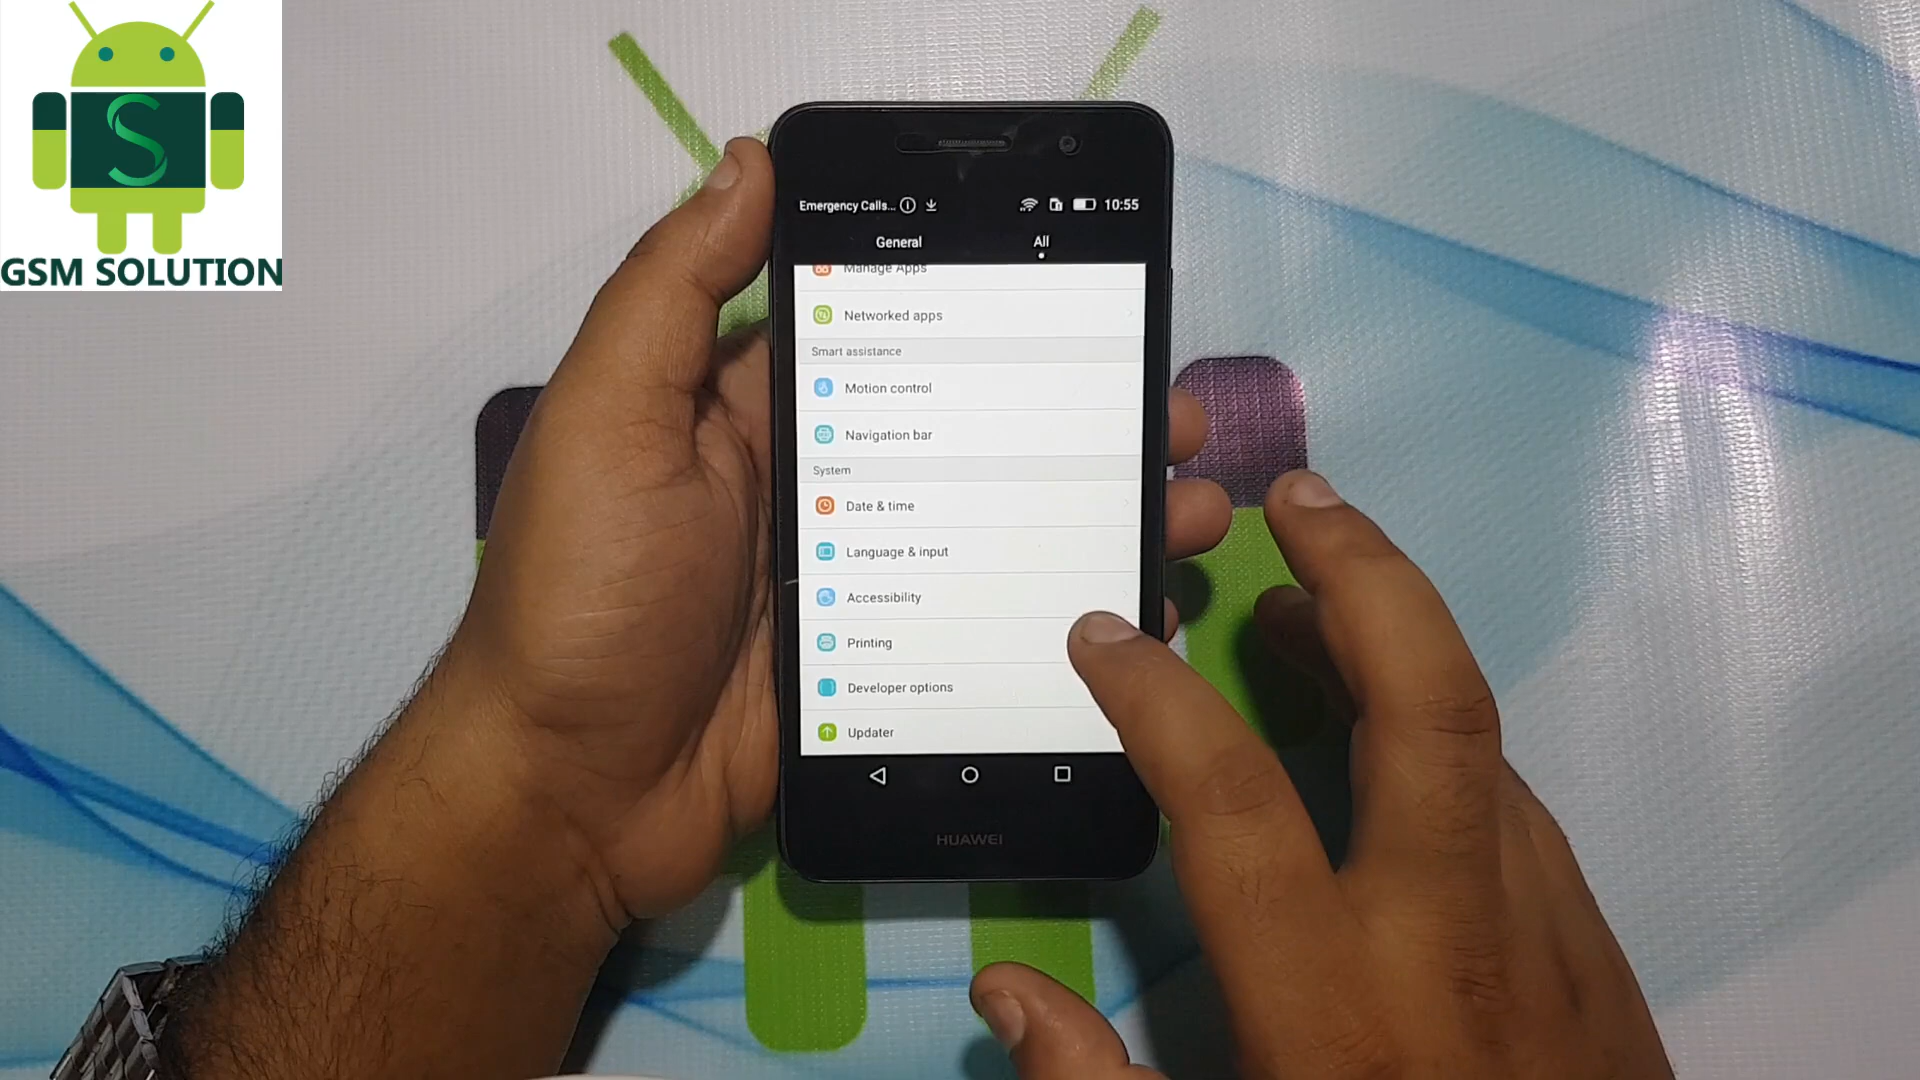 GSM SOLUTION
Emergency Calls... 10:55
General All
Manage Apps
Networked apps
Smart assistance
Motion control
Navigation bar
System
Date & time
Language & input
Accessibility
Printing
Developer options
Updater
HUAWEI